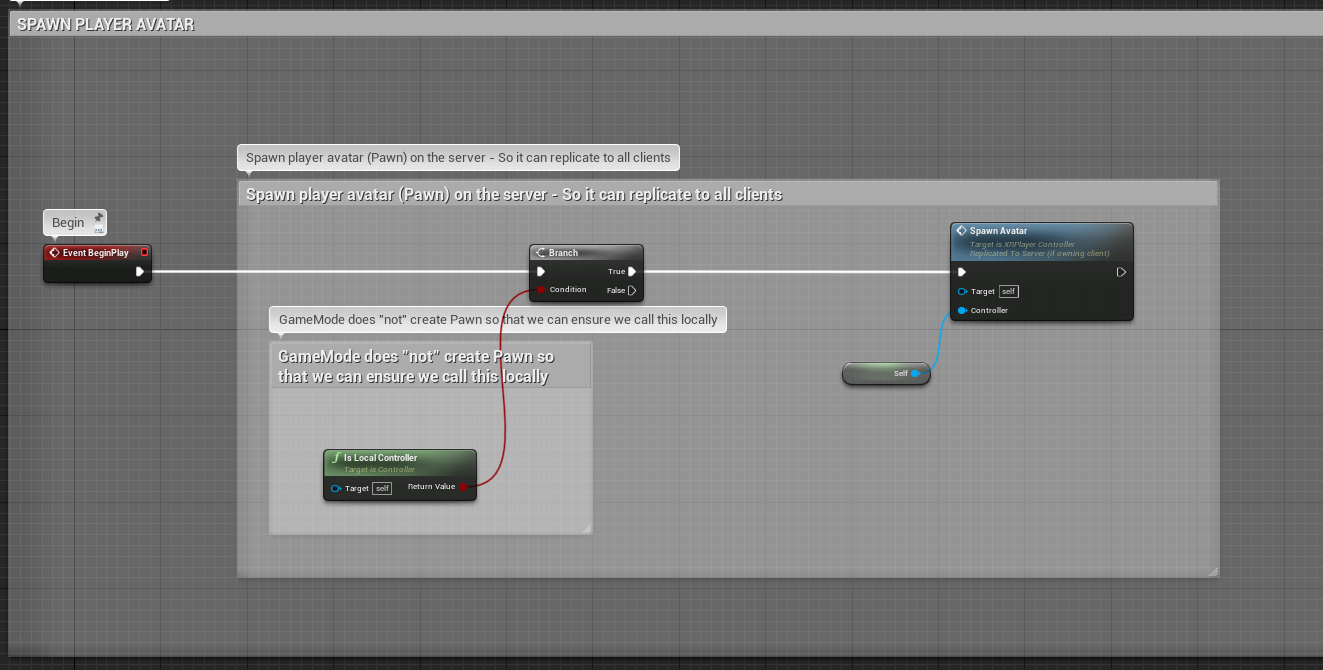 SPAWN PLAYER AVATAR
Spawn player avatar (Pawn) on the server - So it can replicate to all clients
Spawn player avatar (Pawn) on the server - So it can replicate to all clients
Begin
Event BeginPlay
Branch
True
Condition
False
Spawn Avatar
Target is XI1Player Controller
Replicated To Server (if owning client)
Target self
Controller
GameMode does "not" create Pawn so that we can ensure we call this locally
GameMode does "not" create Pawn so
that we can ensure we call this locally
Self
f Is Local Controller
Target is Controller
Target self
Return Value